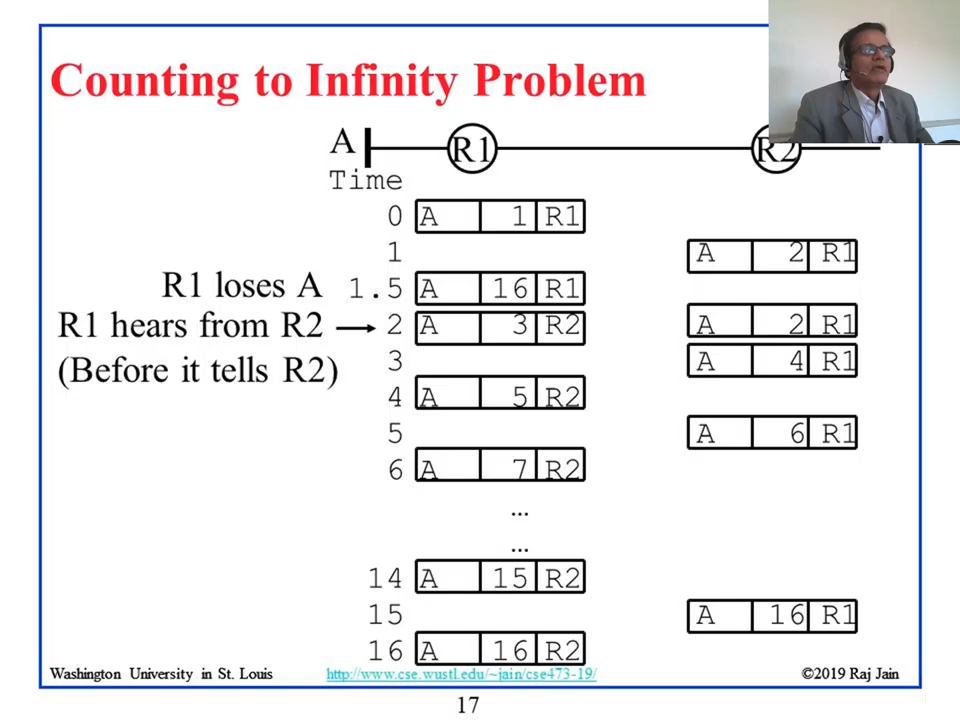 Counting to Infinity Problem
A R1 R2
Time
0 A 1 R1
1 A 2 R1
R1 loses A 1.5 A 16 R1
R1 hears from R2 2 A 3 R2 A 2 R1
(Before it tells R2) 3 A 4 R1
4 A 5 R2
5 A 6 R1
6 A 7 R2
...
...
14 A 15 R2
15 A 16 R1
16 A 16 R2
Washington University in St. Louis http://www.cse.wustl.edu/~jain/cse473-19/ ©2019 Raj Jain
17